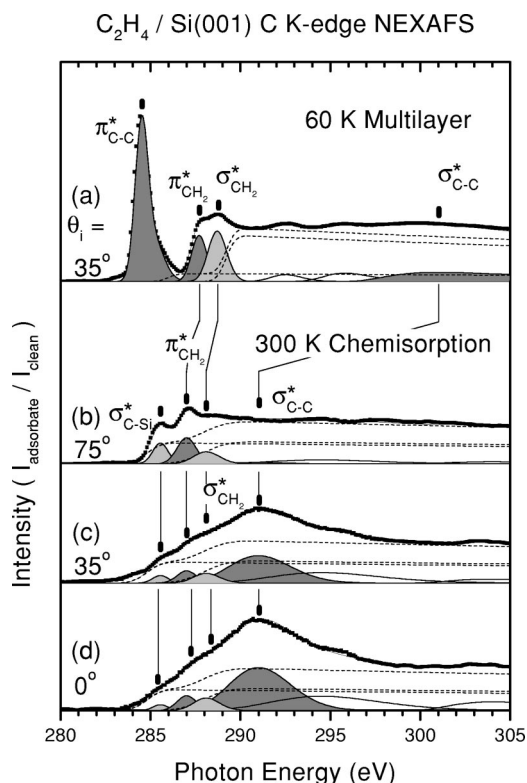 C₂H₄ / Si(001) C K-edge NEXAFS
60 K Multilayer
π*C-C
π*CH₂
σ*CH₂
σ*C-C
(a)
θi =
35°
300 K Chemisorption
π*CH₂
σ*C-Si
σ*C-C
(b)
75°
σ*CH₂
(c)
35°
(d)
0°
Intensity ( Iadsorbate / Iclean )
280 285 290 295 300 305
Photon Energy (eV)